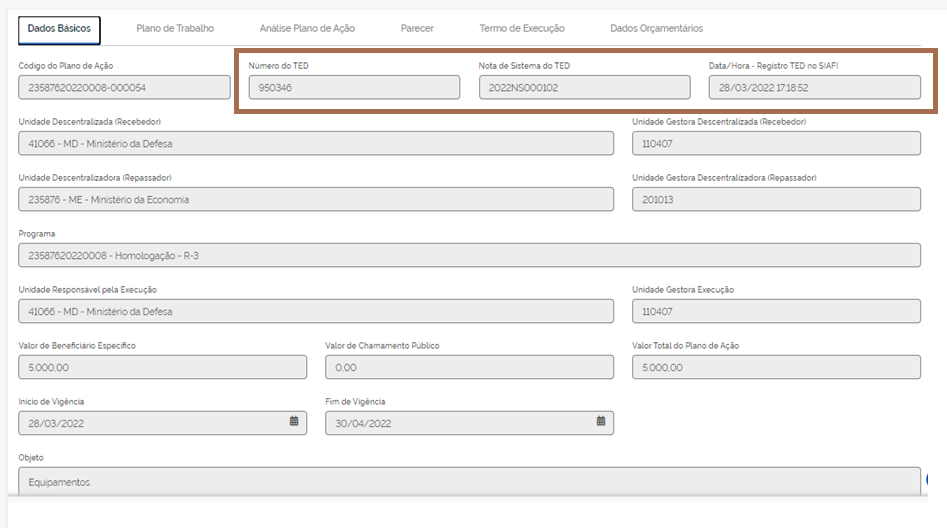 Dados Básicos Plano de Trabalho Análise Plano de Ação Parecer Termo de Execução Dados Orçamentários
Código do Plano de Ação Número do TED Nota de Sistema do TED Data/Hora - Registro TED no SIAFI
23587620220008-000054 950346 2022NS000102 28/03/2022 17:18:52
Unidade Descentralizada (Recebedor) Unidade Gestora Descentralizada (Recebedor)
41066 - MD - Ministério da Defesa 110407
Unidade Descentralizadora (Repassador) Unidade Gestora Descentralizadora (Repassador)
235876 - ME - Ministério da Economia 201013
Programa
23587620220008 - Homologação - R-3
Unidade Responsável pela Execução Unidade Gestora Execução
41066 - MD - Ministério da Defesa 110407
Valor de Beneficiário Específico Valor de Chamamento Público Valor Total do Plano de Ação
5.000,00 0,00 5.000,00
Início de Vigência Fim de Vigência
28/03/2022 30/04/2022
Objeto
Equipamentos.